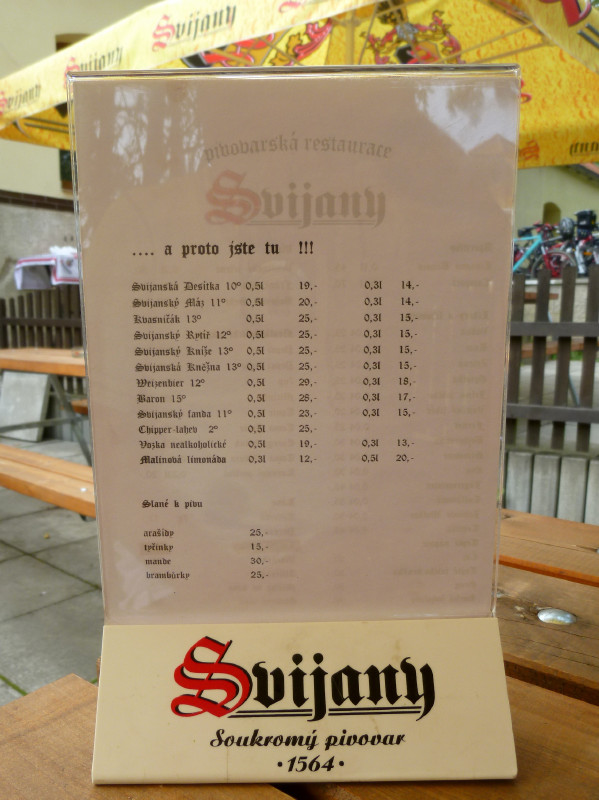 Svijany
Svijany
Svijany
pivovarská restaurace
Svijany
.... a proto jste tu !!!
Svijanská Desítka 10° 0,5l 19,- 0,3l 14,-
Svijanský Máz 11° 0,5l 20,- 0,3l 14,-
Kvasničák 13° 0,5l 25,- 0,3l 15,-
Svijanský Rytíř 12° 0,5l 25,- 0,3l 15,-
Svijanský Kníže 13° 0,5l 25,- 0,3l 15,-
Svijanská Kněžna 13° 0,5l 25,- 0,3l 15,-
Weizenbier 12° 0,5l 29,- 0,3l 18,-
Baron 15° 0,5l 28,- 0,3l 17,-
Svijanský fanda 11° 0,5l 23,- 0,3l 15,-
Chipper-lahev 2° 0,5l 25,-
Vozka nealkoholické 0,5l 19,- 0,3l 13,-
Malinová limonáda 0,3l 12,- 0,5l 20,-
Slané k pivu
arašídy 25,-
tyčinky 15,-
mandle 30,-
brambůrky 25,-
Svijany
Soukromý pivovar
·1564·